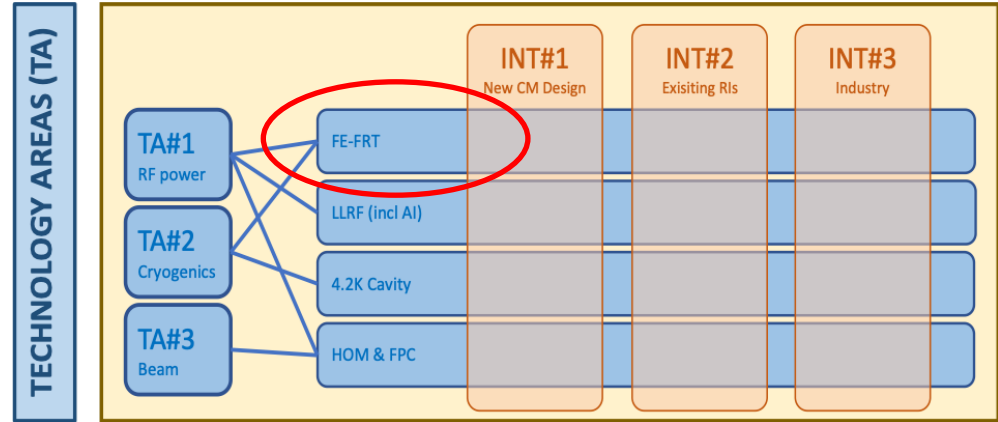 TECHNOLOGY AREAS (TA)
INT#1
New CM Design
INT#2
Exisiting RIs
INT#3
Industry
TA#1
RF power
TA#2
Cryogenics
TA#3
Beam
FE-FRT
LLRF (incl AI)
4.2K Cavity
HOM & FPC